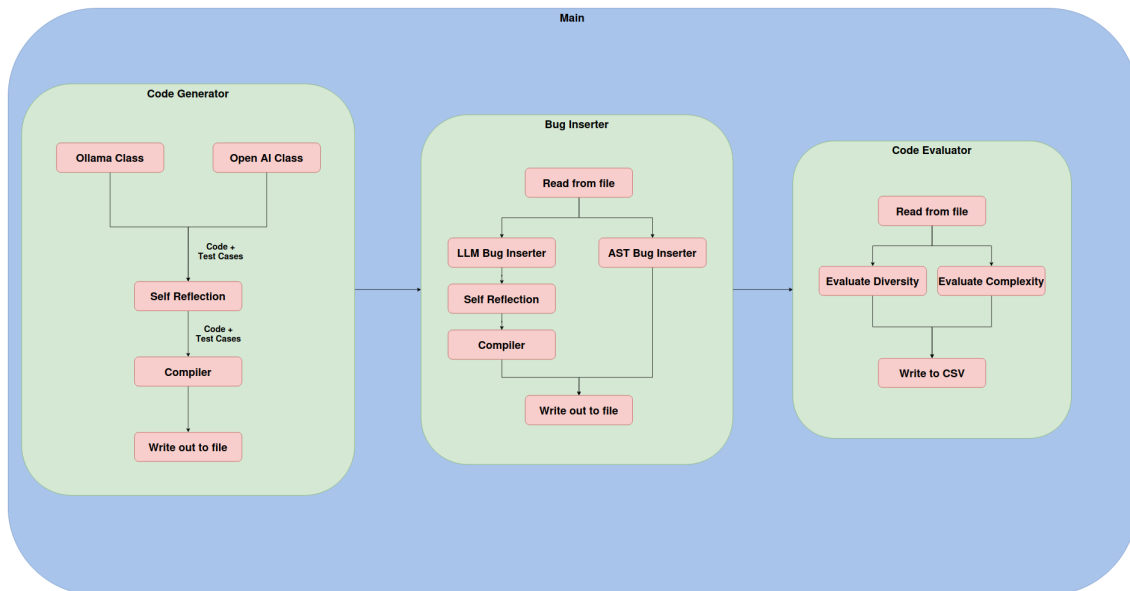 Main
Code Generator
Ollama Class
Open AI Class
Code +
Test Cases
Self Reflection
Code +
Test Cases
Compiler
Write out to file
Bug Inserter
Read from file
LLM Bug Inserter
AST Bug Inserter
Self Reflection
Compiler
Write out to file
Code Evaluator
Read from file
Evaluate Diversity
Evaluate Complexity
Write to CSV